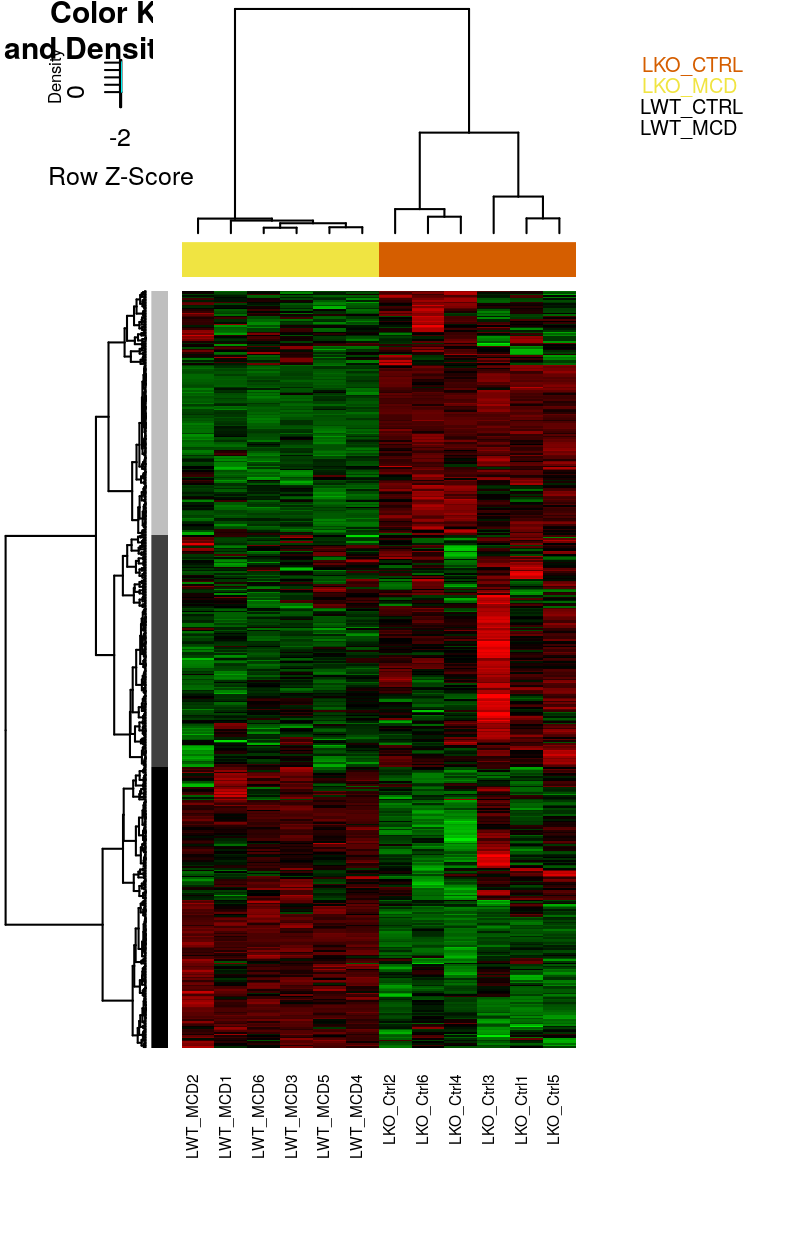 Color K
and Densit
Density
0
-2
Row Z-Score
LKO_CTRL
LKO_MCD
LWT_CTRL
LWT_MCD
LWT_MCD2
LWT_MCD1
LWT_MCD6
LWT_MCD3
LWT_MCD5
LWT_MCD4
LKO_Ctrl2
LKO_Ctrl6
LKO_Ctrl4
LKO_Ctrl3
LKO_Ctrl1
LKO_Ctrl5